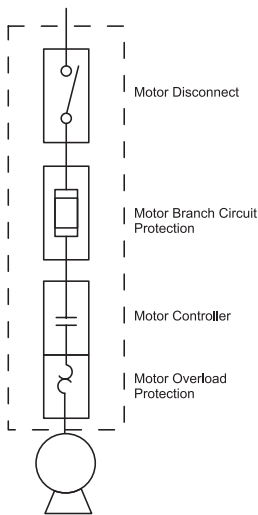 Motor Disconnect
Motor Branch Circuit
Protection
Motor Controller
Motor Overload
Protection